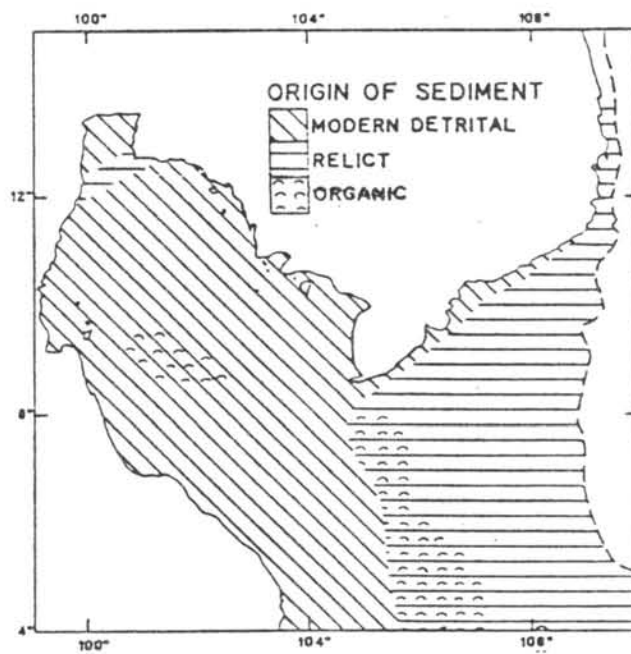 100° 104° 108°
ORIGIN OF SEDIMENT
MODERN DETRITAL
RELICT
ORGANIC
12°
8°
4°
100° 104° 108°